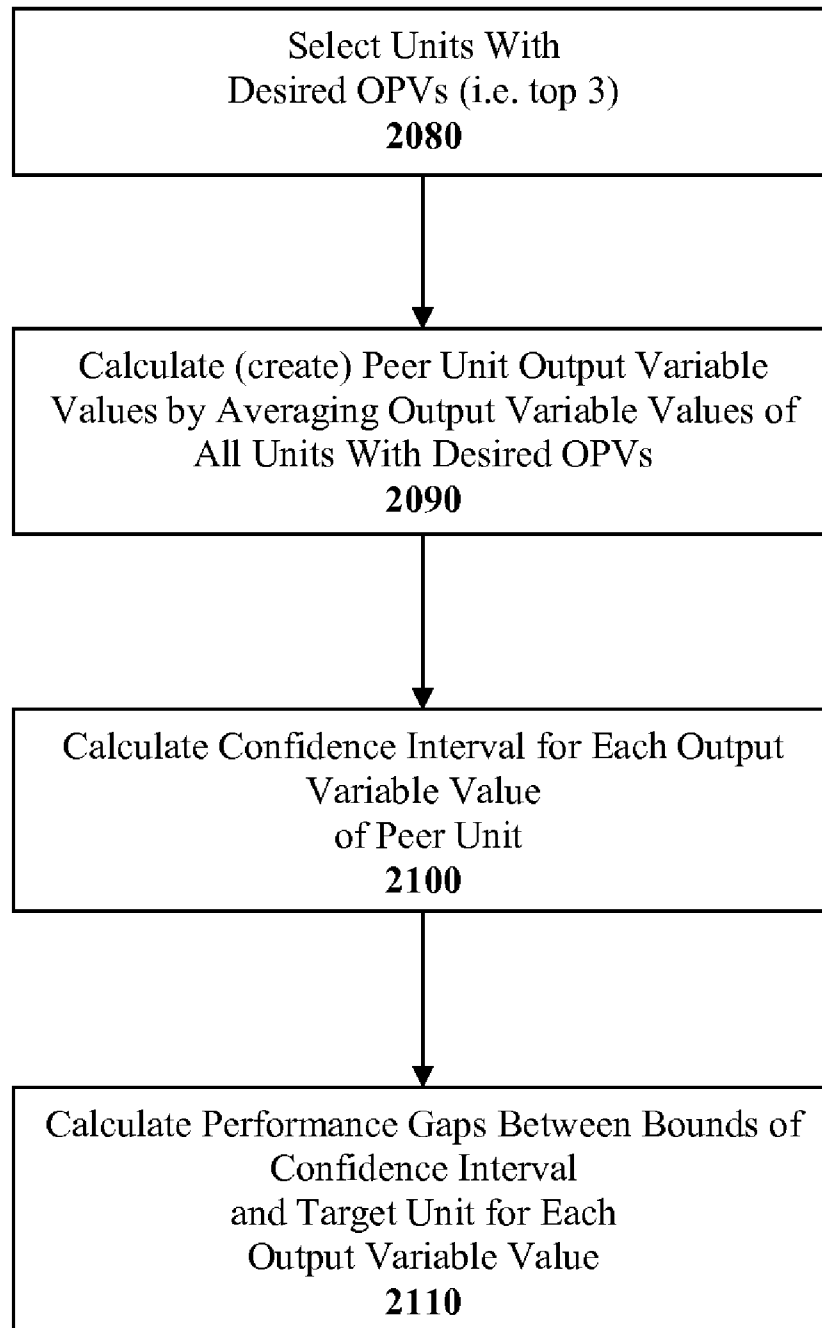 Select Units With
Desired OPVs (i.e. top 3)
2080
Calculate (create) Peer Unit Output Variable
Values by Averaging Output Variable Values of
All Units With Desired OPVs
2090
Calculate Confidence Interval for Each Output
Variable Value
of Peer Unit
2100
Calculate Performance Gaps Between Bounds of
Confidence Interval
and Target Unit for Each
Output Variable Value
2110